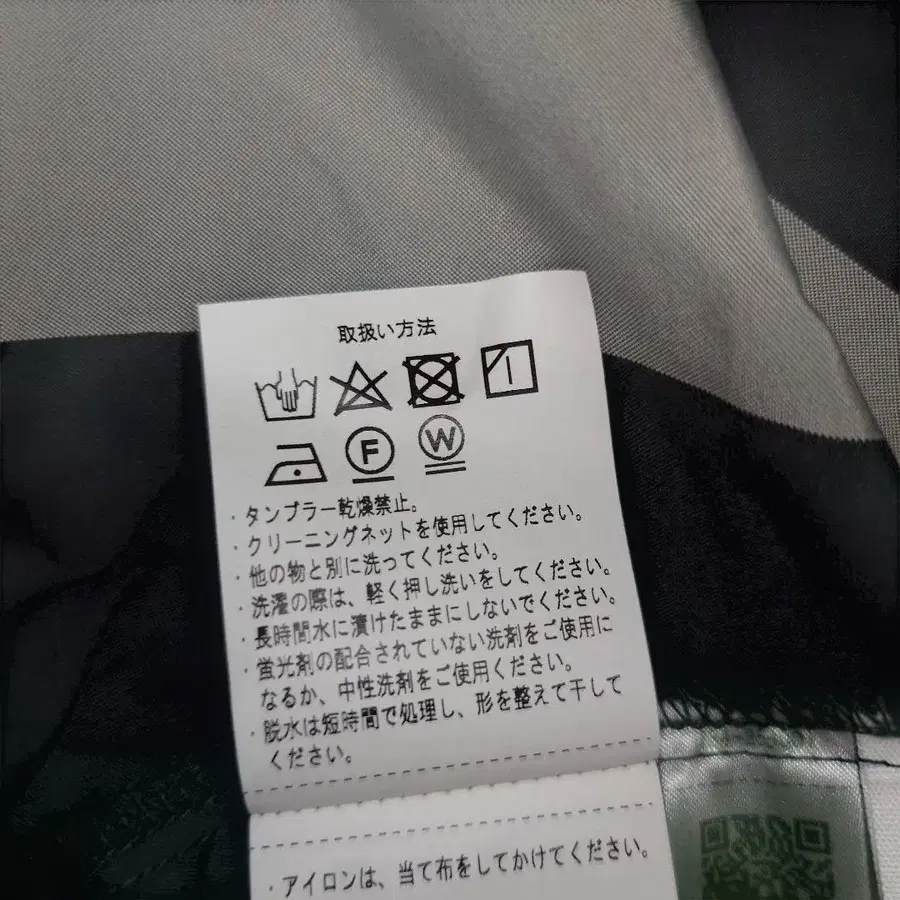 取扱い方法
F W
・タンブラー乾燥禁止。
・クリーニングネットを使用してください。
・他の物と別に洗ってください。
・洗濯の際は、軽く押し洗いをしてください。
・長時間水に漬けたままにしないでください。
・蛍光剤の配合されていない洗剤をご使用に
なるか、中性洗剤をご使用ください。
・脱水は短時間で処理し、形を整えて干して
ください。
・アイロンは、当て布をしてかけてください。